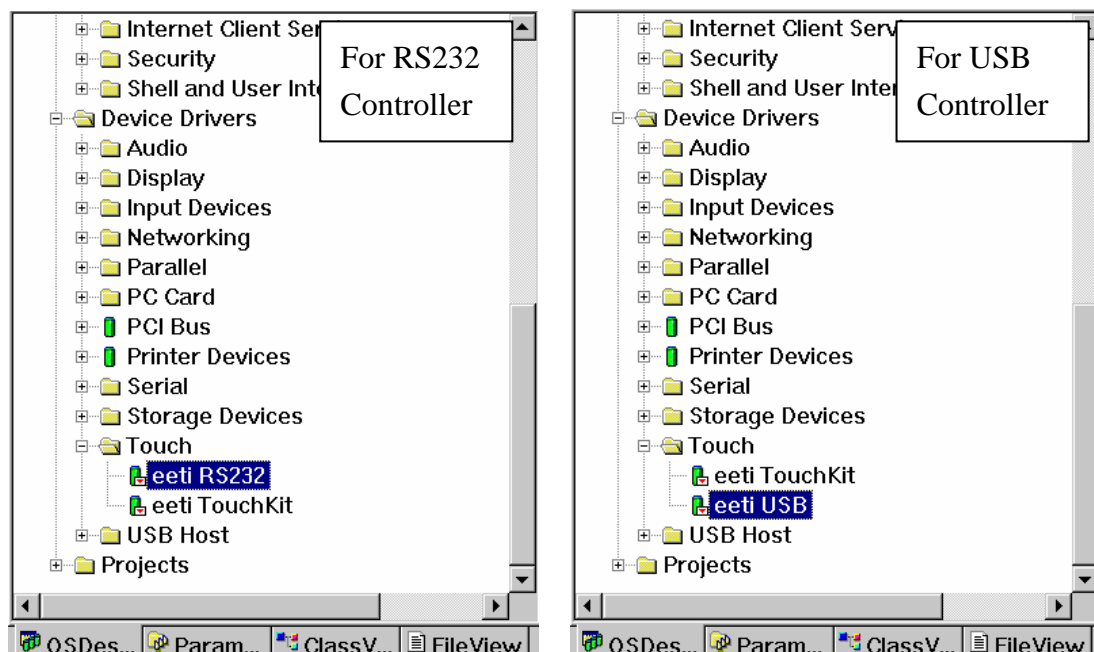 Internet Client Ser
Security
Shell and User Int
For RS232
Controller
Device Drivers
Audio
Display
Input Devices
Networking
Parallel
PC Card
PCI Bus
Printer Devices
Serial
Storage Devices
Touch
eeti RS232
eeti TouchKit
USB Host
Projects
OSDes... Param... ClassV... FileView
Internet Client Serv
Security
Shell and User Inter
For USB
Controller
Device Drivers
Audio
Display
Input Devices
Networking
Parallel
PC Card
PCI Bus
Printer Devices
Serial
Storage Devices
Touch
eeti TouchKit
eeti USB
USB Host
Projects
OSDes... Param... ClassV... FileView